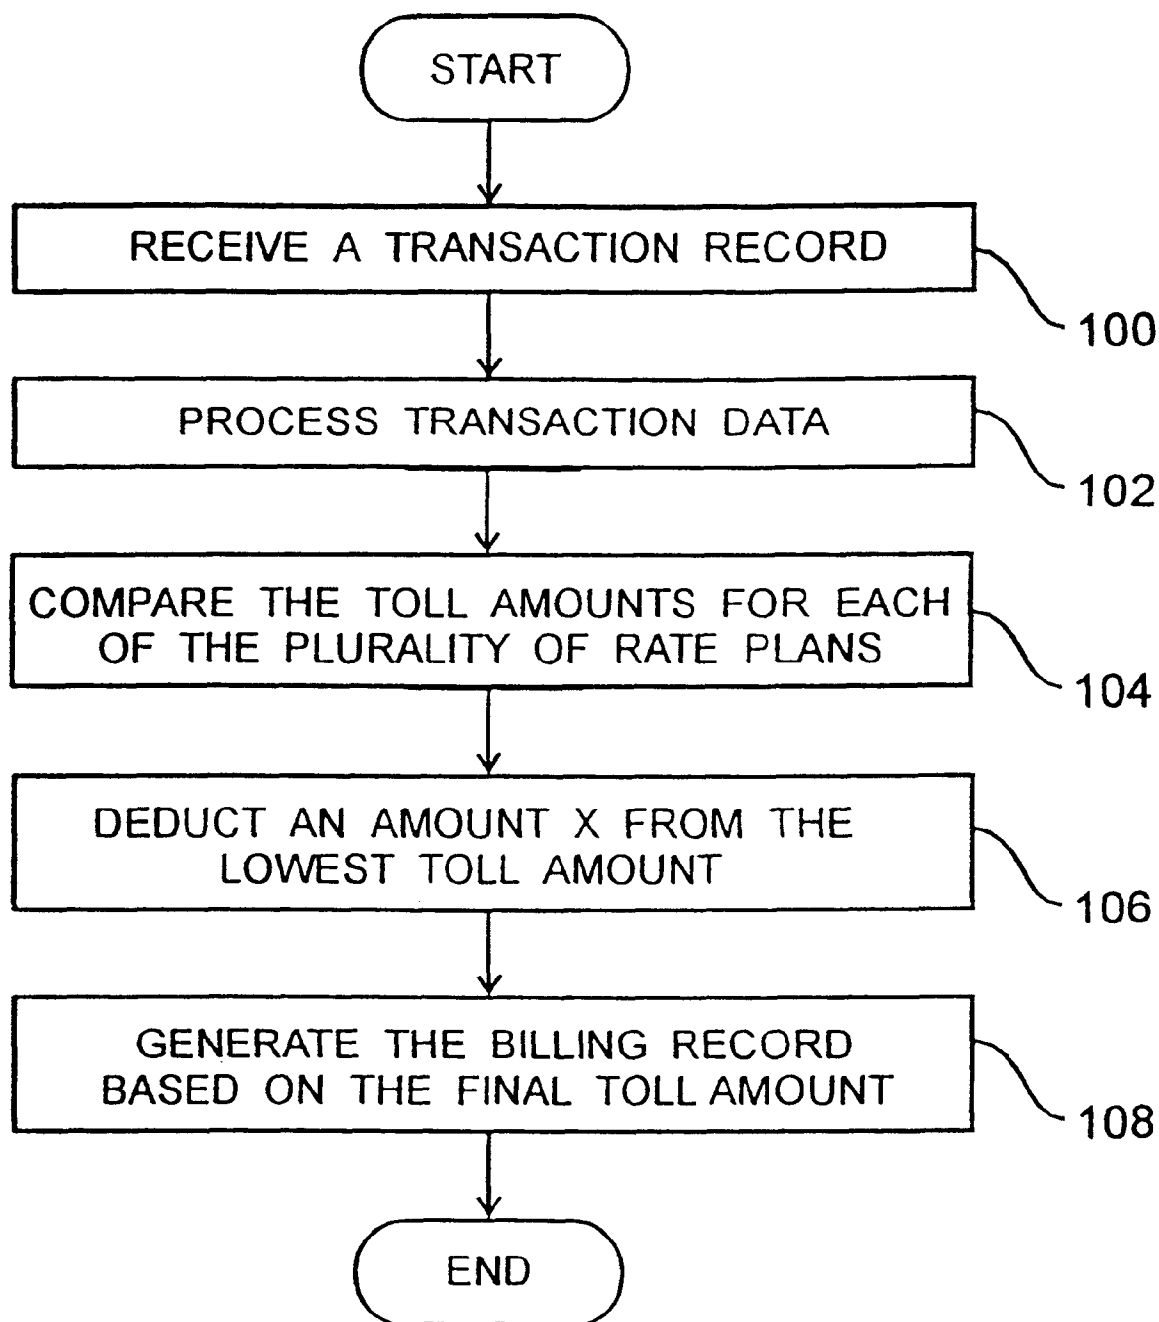 START
RECEIVE A TRANSACTION RECORD
100
PROCESS TRANSACTION DATA
102
COMPARE THE TOLL AMOUNTS FOR EACH
OF THE PLURALITY OF RATE PLANS
104
DEDUCT AN AMOUNT X FROM THE
LOWEST TOLL AMOUNT
106
GENERATE THE BILLING RECORD
BASED ON THE FINAL TOLL AMOUNT
108
END